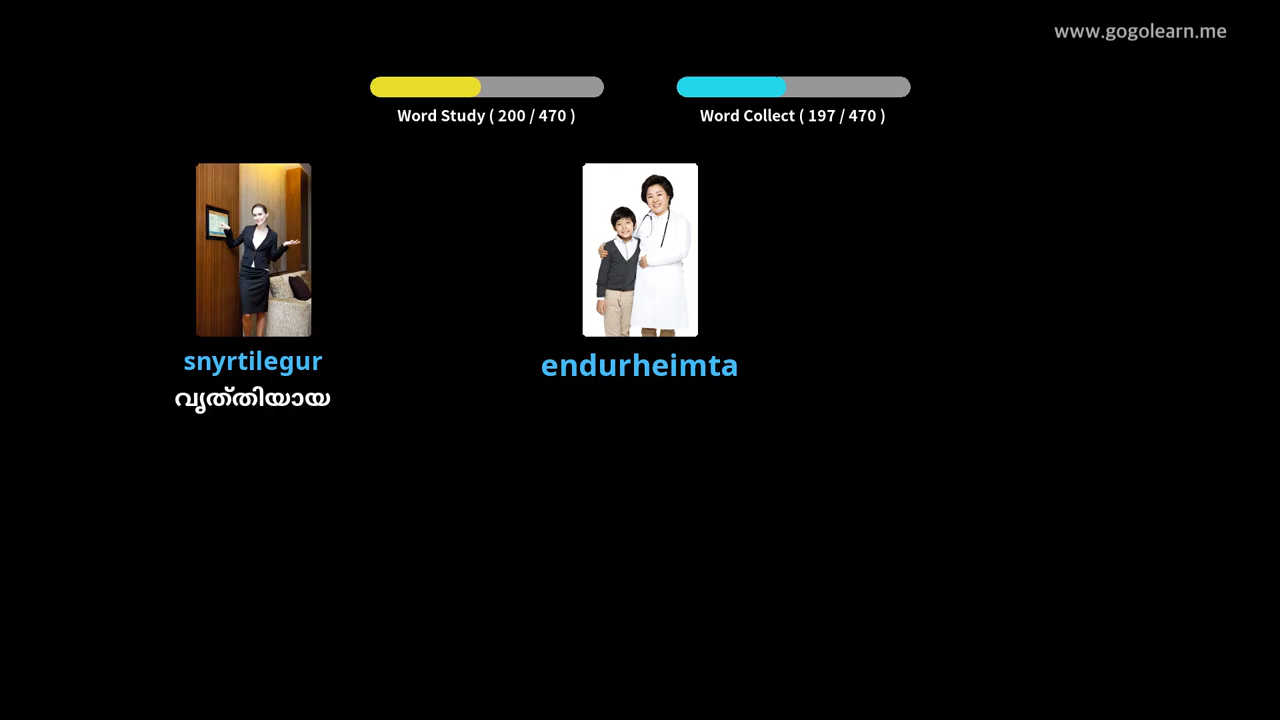 www.gogolearn.me
Word Study ( 200 / 470 )
Word Collect ( 197 / 470 )
snyrtilegur
വൃത്തിയായ
endurheimta